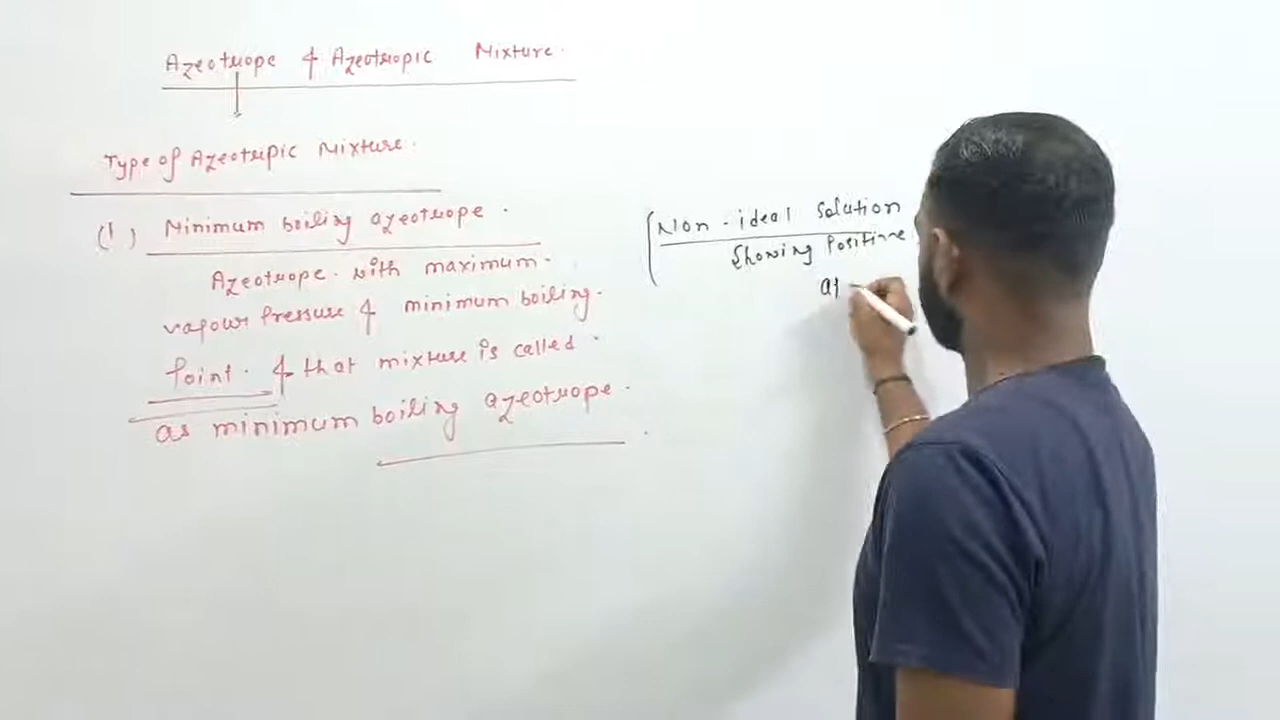 Azeotrope & Azeotropic Mixture.
Type of Azeotropic Mixture.
(1) Minimum boiling azeotrope.
Azeotrope with maximum
vapour Pressure & minimum boiling
Point. & that mixture is called
as minimum boiling azeotrope.
(Non-ideal Solution
Showing Positive